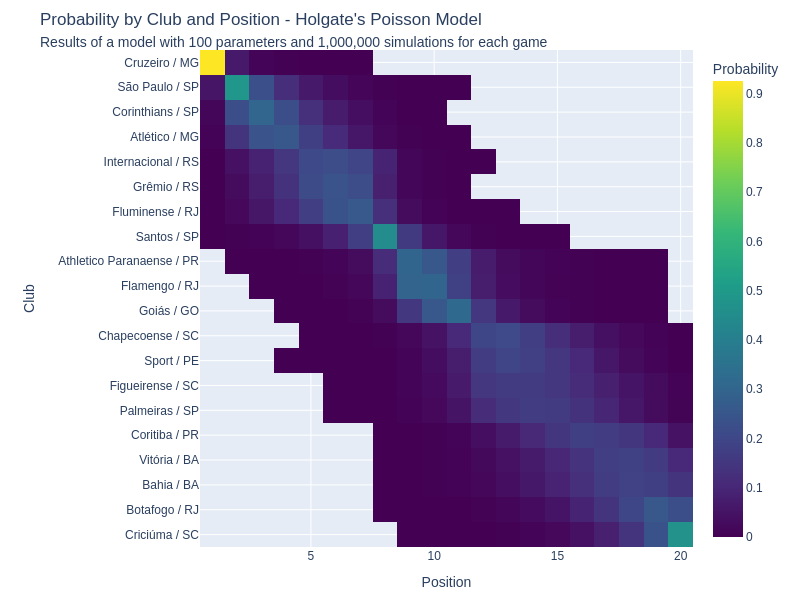 Probability by Club and Position - Holgate's Poisson Model
Results of a model with 100 parameters and 1,000,000 simulations for each game
Probability
Club
Cruzeiro / MG
São Paulo / SP
Corinthians / SP
Atlético / MG
Internacional / RS
Grêmio / RS
Fluminense / RJ
Santos / SP
Athletico Paranaense / PR
Flamengo / RJ
Goiás / GO
Chapecoense / SC
Sport / PE
Figueirense / SC
Palmeiras / SP
Coritiba / PR
Vitória / BA
Bahia / BA
Botafogo / RJ
Criciúma / SC
0.9
0.8
0.7
0.6
0.5
0.4
0.3
0.2
0.1
0
5 10 15 20
Position